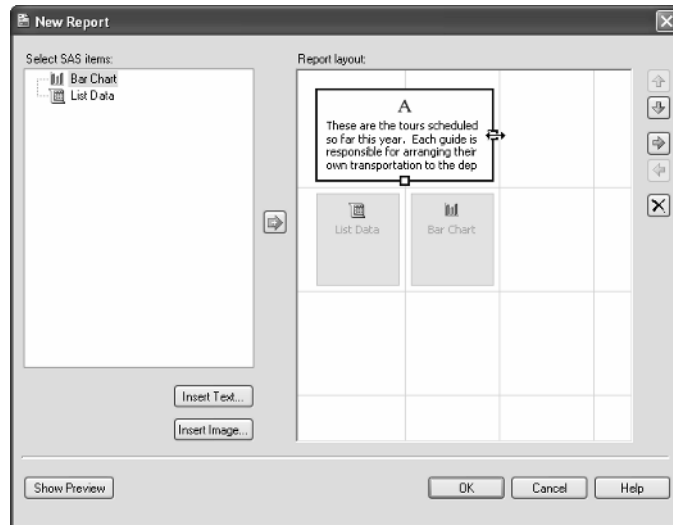 New Report
Select SAS items:
Bar Chart
List Data
Report layout:
A
These are the tours scheduled
so far this year. Each guide is
responsible for arranging their
own transportation to the dep
List Data
Bar Chart
Insert Text...
Insert Image...
Show Preview
OK
Cancel
Help